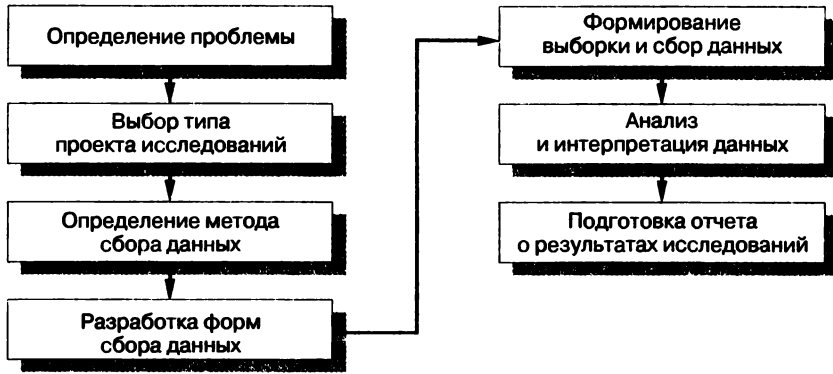 Определение проблемы
Выбор типа
проекта исследований
Определение метода
сбора данных
Разработка форм
сбора данных
Формирование
выборки и сбор данных
Анализ
и интерпретация данных
Подготовка отчета
о результатах исследований